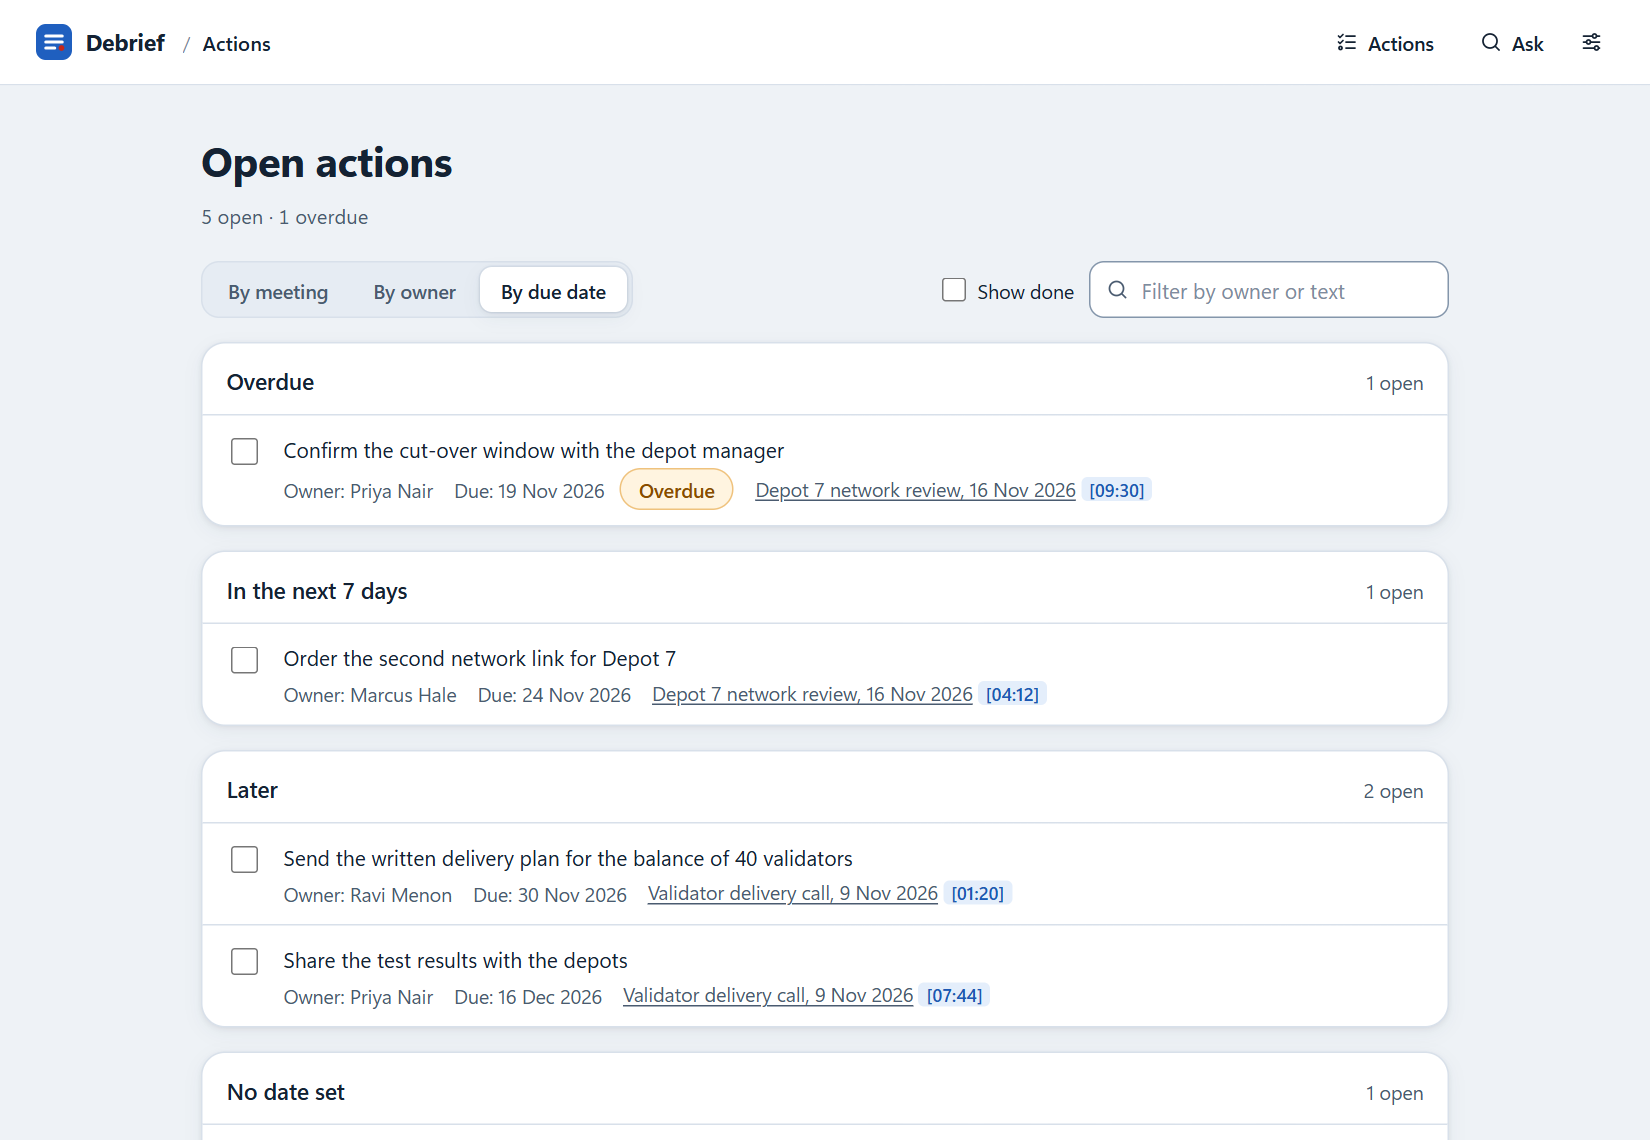 Debrief / Actions
Actions
Ask
Open actions
5 open · 1 overdue
By meeting
By owner
By due date
Show done
Filter by owner or text
Overdue
1 open
Confirm the cut-over window with the depot manager
Owner: Priya Nair Due: 19 Nov 2026 Overdue Depot 7 network review, 16 Nov 2026 [09:30]
In the next 7 days
1 open
Order the second network link for Depot 7
Owner: Marcus Hale Due: 24 Nov 2026 Depot 7 network review, 16 Nov 2026 [04:12]
Later
2 open
Send the written delivery plan for the balance of 40 validators
Owner: Ravi Menon Due: 30 Nov 2026 Validator delivery call, 9 Nov 2026 [01:20]
Share the test results with the depots
Owner: Priya Nair Due: 16 Dec 2026 Validator delivery call, 9 Nov 2026 [07:44]
No date set
1 open